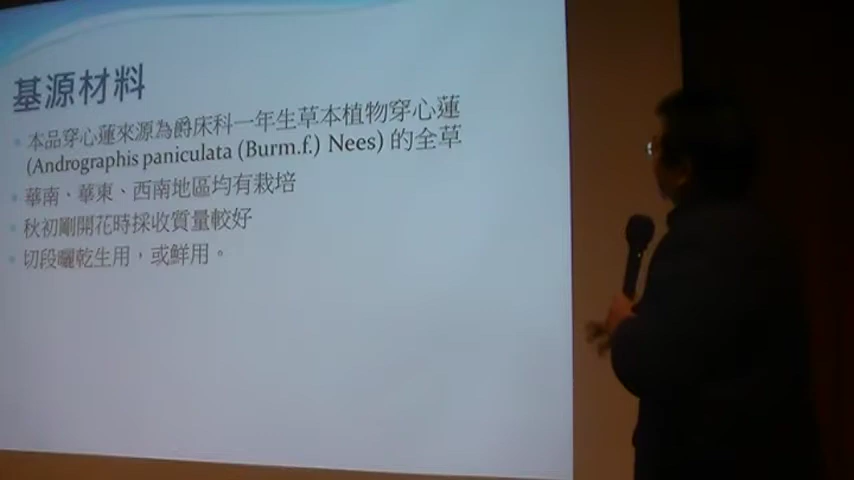 基源材料
本品穿心蓮來源為爵床科一年生草本植物穿心蓮
(Andrographis paniculata (Burm.f.) Nees) 的全草
華南、華東、西南地區均有栽培
秋初剛開花時採收質量較好
切段曬乾生用，或鮮用。